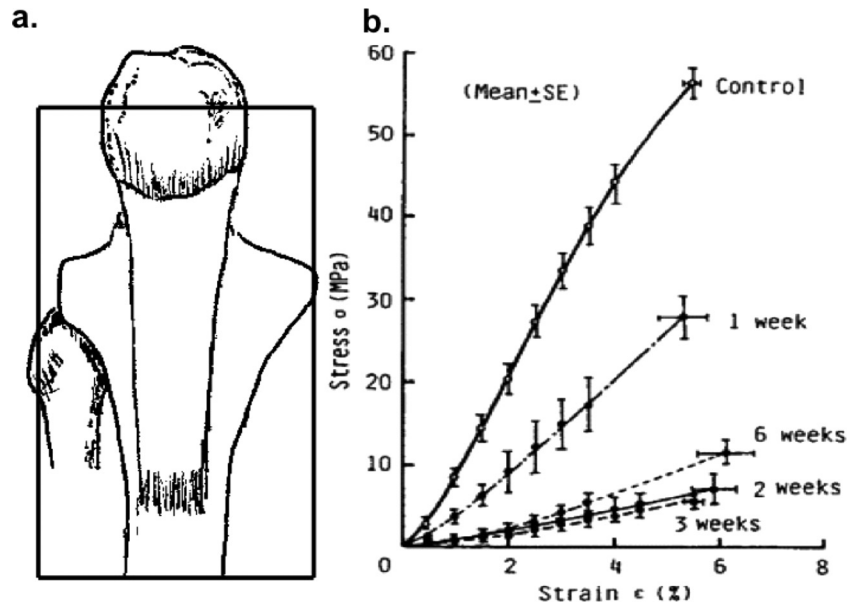 a.
b.
60
50
40
30
20
10
0
2
4
6
8
Stress σ (MPa)
Strain ε (%)
(Mean±SE)
Control
1 week
6 weeks
2 weeks
3 weeks